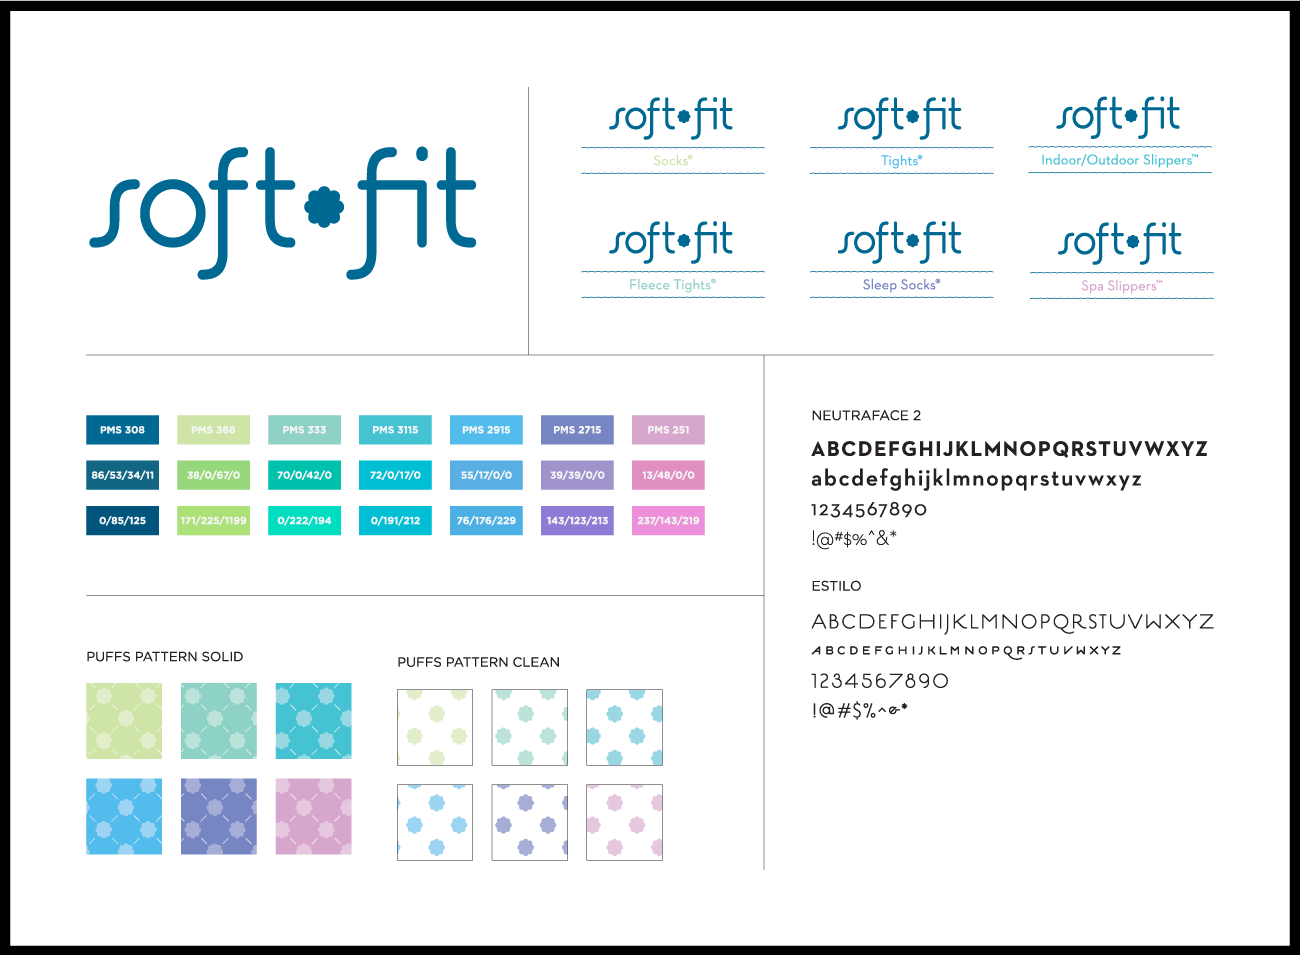 soft fit
soft fit
Socks®
soft fit
Tights®
soft fit
Indoor/Outdoor Slippers™
soft fit
Fleece Tights®
soft fit
Sleep Socks®
soft fit
Spa Slippers™
PMS 308 PMS 366 PMS 333 PMS 3115 PMS 2915 PMS 2715 PMS 251
86/53/34/11 38/0/67/0 70/0/42/0 72/0/17/0 55/17/0/0 39/39/0/0 13/48/0/0
0/85/125 171/225/1199 0/222/194 0/191/212 76/176/229 143/123/213 237/143/219
PUFFS PATTERN SOLID
PUFFS PATTERN CLEAN
NEUTRAFACE 2
ABCDEFGHIJKLMNOPQRSTUVWXYZ
abcdefghijklmnopqrstuvwxyz
1234567890
!@#$%^&*
ESTILO
ABCDEFGHIJKLMNOPQRSTUVWXYZ
ABCDEFGHIJKLMNOPQRSTUVWXYZ
1234567890
!@#$%^&*